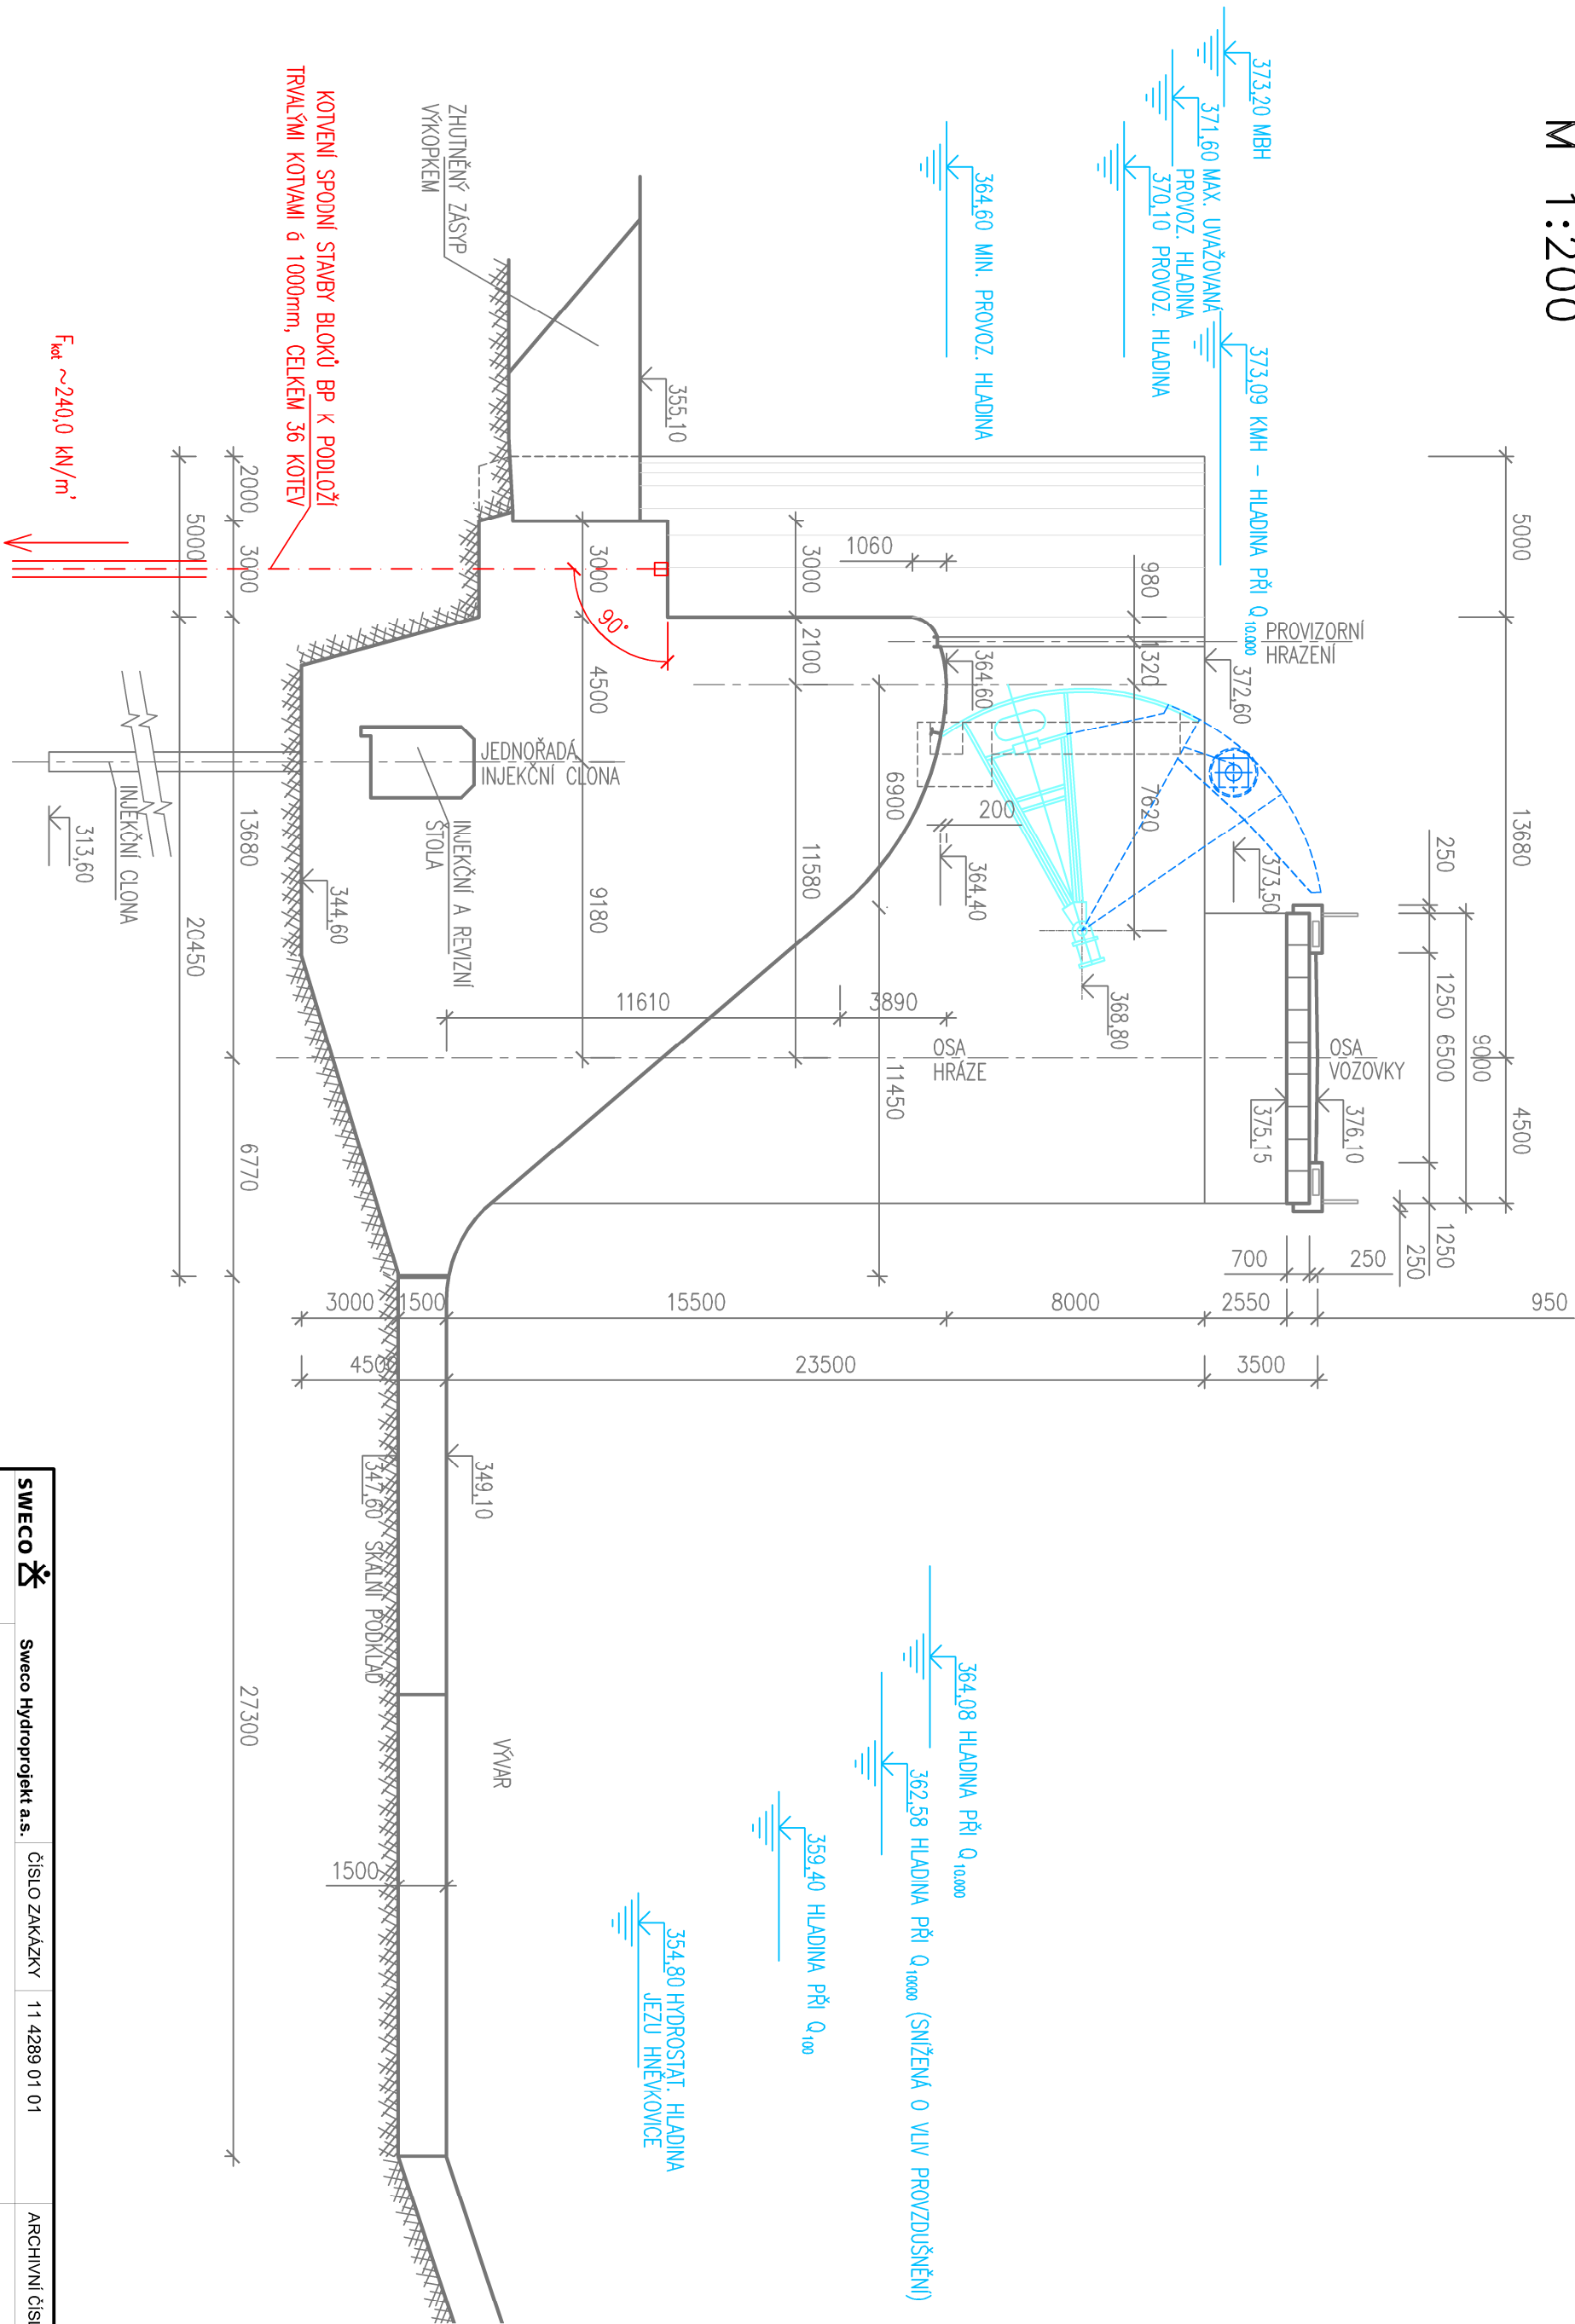 M 1:200
373,20 MBH
371,60 MAX. UVAŽOVANÁ
PROVOZ. HLADINA
370,10 PROVOZ. HLADINA
373,09 KMH - HLADINA PŘI Q10.000
364,60 MIN. PROVOZ. HLADINA
ZHUTNĚNÝ ZÁSYP
VÝKOPKEM
355,10
KOTVENÍ SPODNÍ STAVBY BLOKŮ BP K PODLOŽÍ
TRVALÝMI KOTVAMI á 1000mm, CELKEM 36 KOTEV
Fkot ~240,0 kN/m'
90°
5000
13680
4500
9000
250
1250
6500
1250
250
OSA
VOZOVKY
376,10
375,15
700
250
950
PROVIZORNÍ
HRAZENÍ
372,60
373,50
980
1320
7620
368,80
1060
364,60
200
364,40
6900
11450
3000
2100
11580
3000
4500
9180
11610
3890
OSA
HRÁZE
JEDNOŘADÁ
INJEKČNÍ CLONA
INJEKČNÍ A REVIZNÍ
ŠTOLA
344,60
INJEKČNÍ CLONA
313,60
2000
3000
13680
6770
27300
5000
20450
3000
1500
15500
8000
2550
4500
23500
3500
349,10
347,60 SKALNÍ PODKLAD
VÝVAR
1500
364,08 HLADINA PŘI Q10.000
362,58 HLADINA PŘI Q10000 (SNÍŽENÁ O VLIV PROVZDUŠNĚNÍ)
359,40 HLADINA PŘI Q100
354,80 HYDROSTAT. HLADINA
JEZU HNĚVKOVICE
SWECO
Sweco Hydroprojekt a.s.
ČÍSLO ZAKÁZKY
11 4289 01 01
ARCHIVNÍ